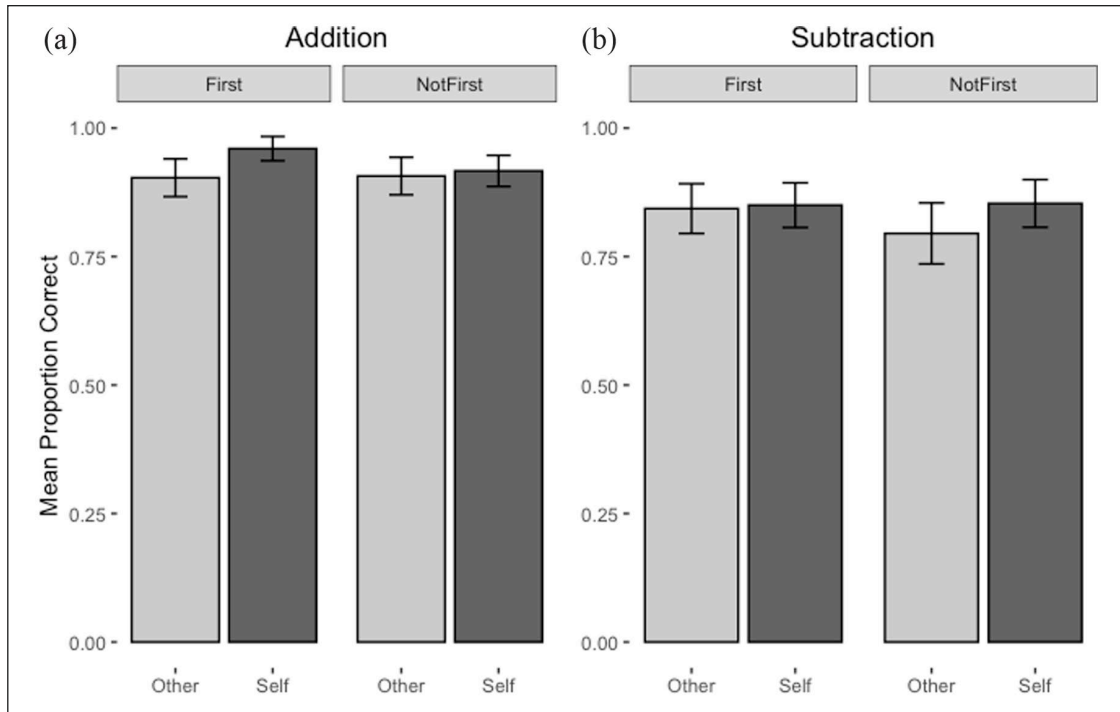 (a) Addition
First NotFirst
Mean Proportion Correct
1.00
0.75
0.50
0.25
0.00
Other Self Other Self
(b) Subtraction
First NotFirst
1.00
0.75
0.50
0.25
0.00
Other Self Other Self